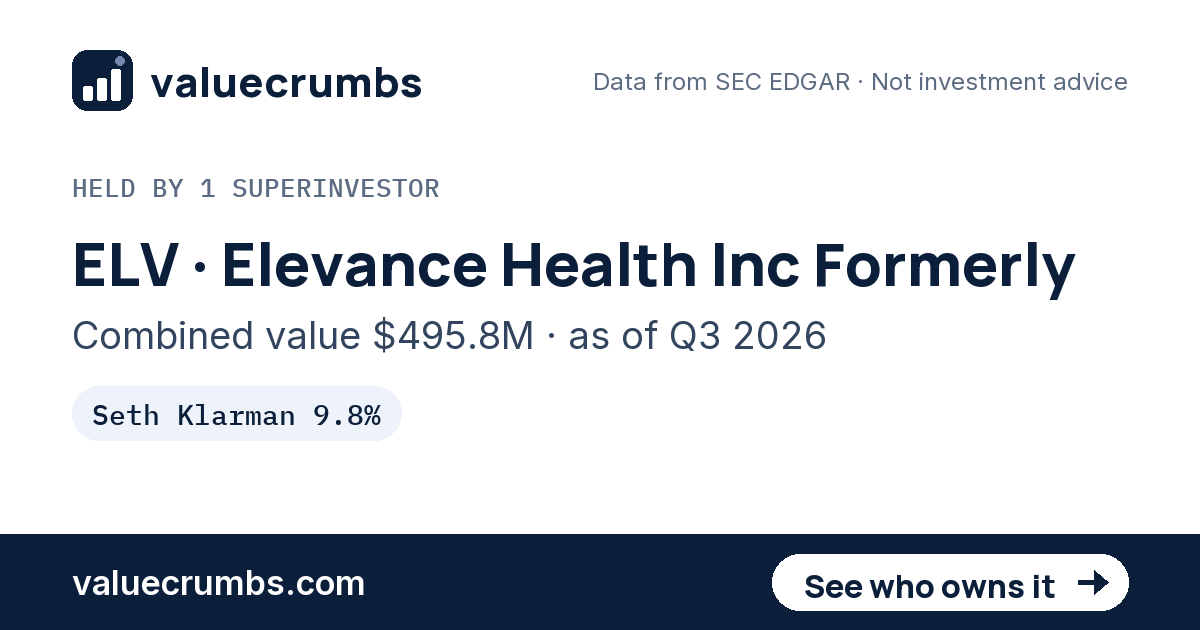 valuecrumbs
Data from SEC EDGAR · Not investment advice
HELD BY 1 SUPERINVESTOR
ELV · Elevance Health Inc Formerly
Combined value $495.8M · as of Q3 2026
Seth Klarman 9.8%
valuecrumbs.com
See who owns it →